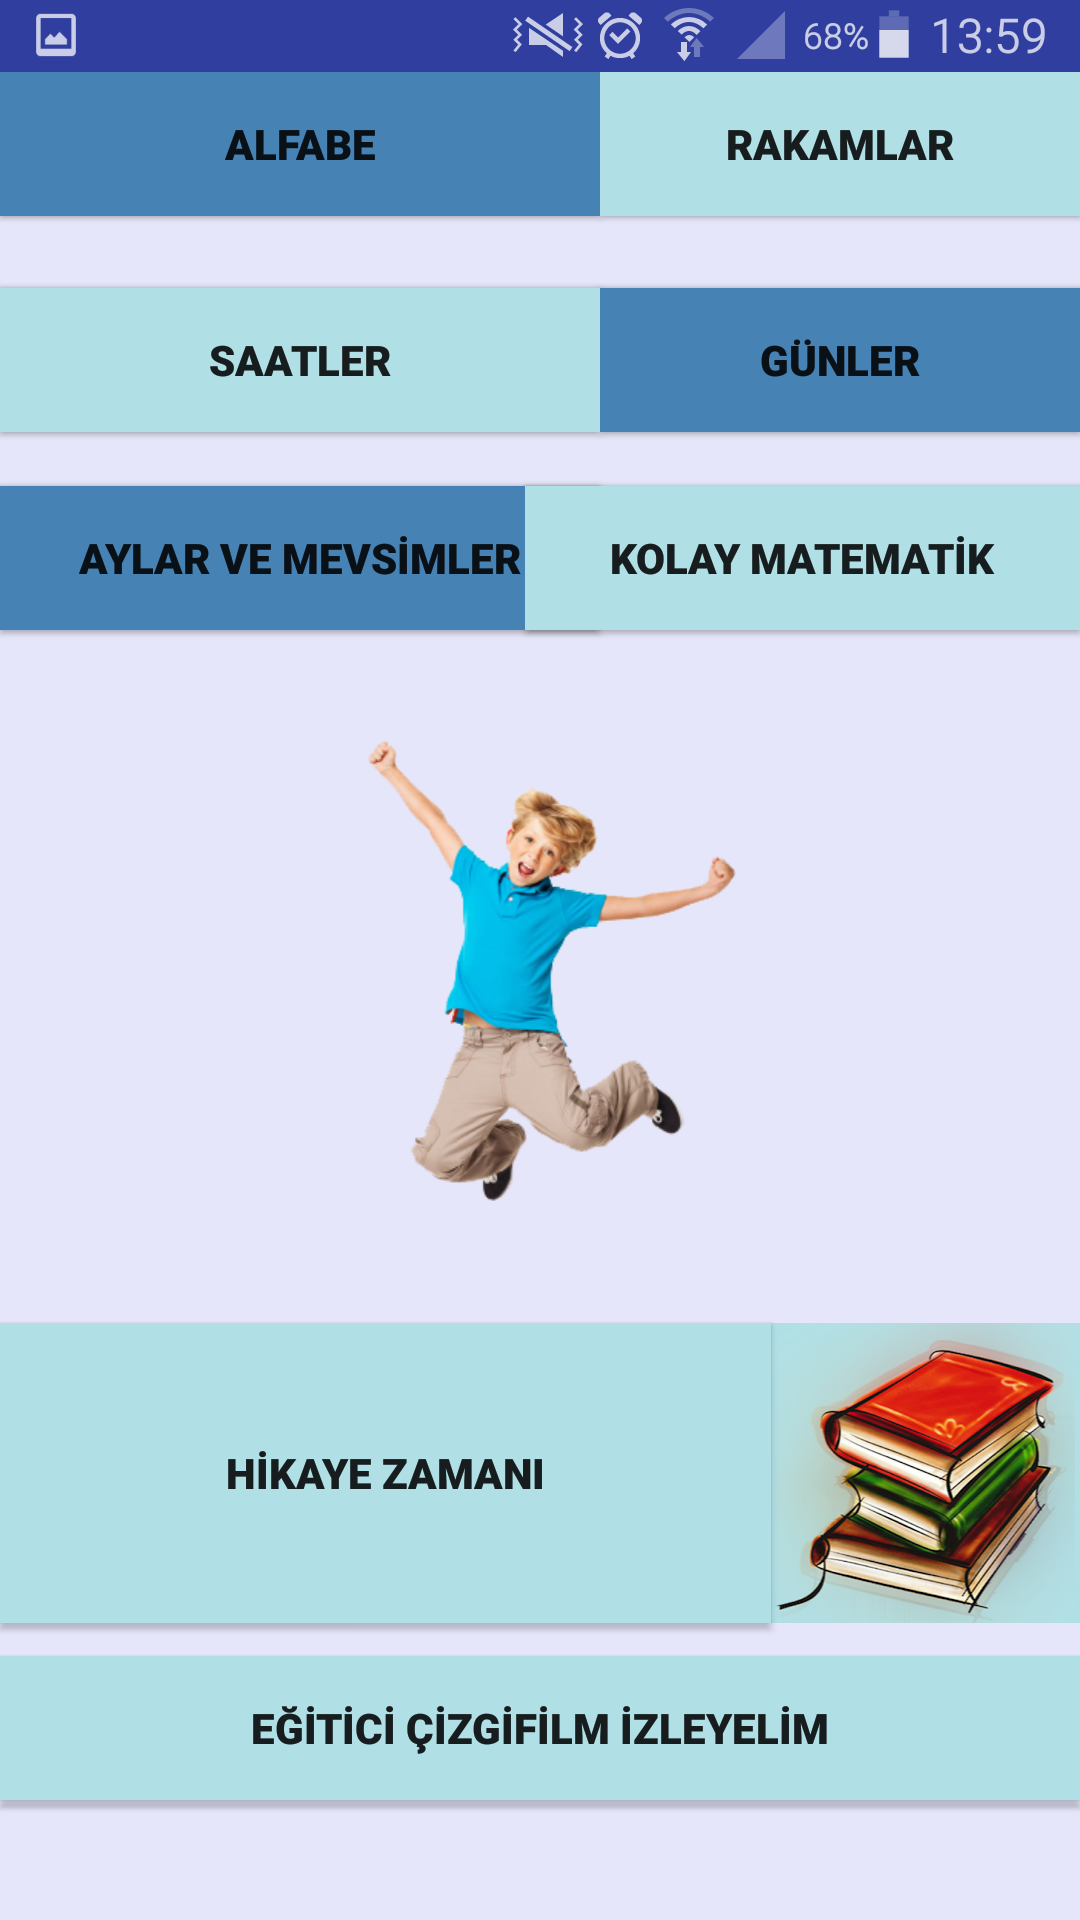 68% 13:59
ALFABE RAKAMLAR
SAATLER GÜNLER
AYLAR VE MEVSİMLER KOLAY MATEMATİK
HİKAYE ZAMANI
EĞİTİCİ ÇİZGİFİLM İZLEYELİM